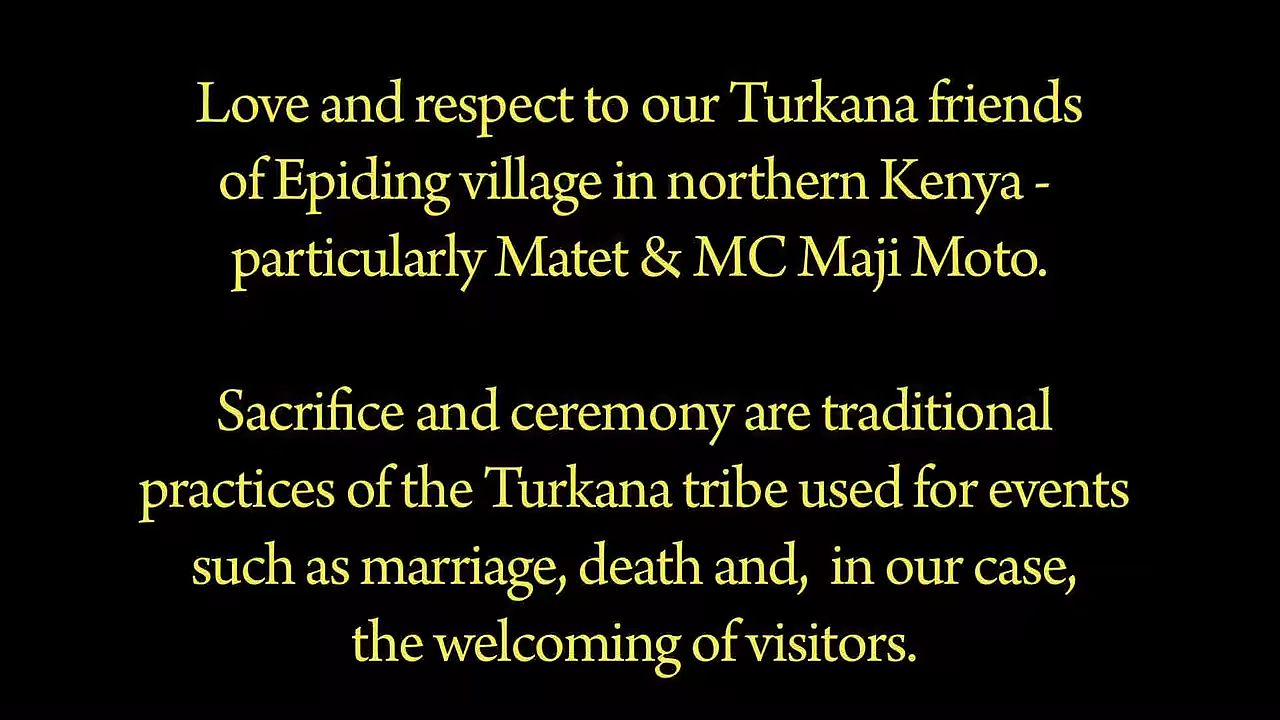 Love and respect to our Turkana friends
of Epiding village in northern Kenya -
particularly Matet & MC Maji Moto.
Sacrifice and ceremony are traditional
practices of the Turkana tribe used for events
such as marriage, death and,  in our case,
the welcoming of visitors.